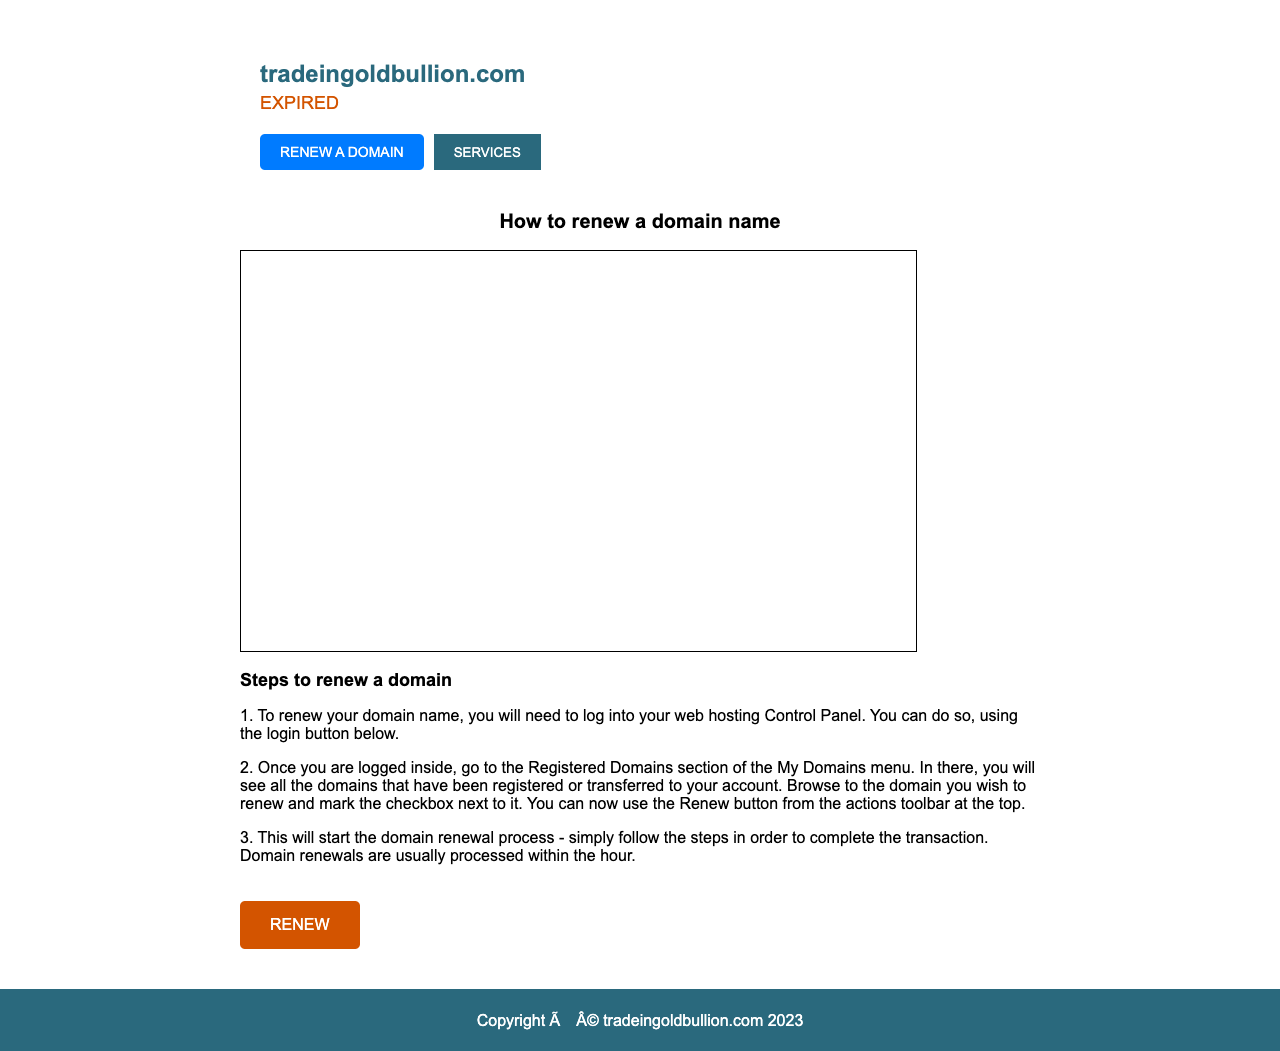 tradeingoldbullion.com
EXPIRED
RENEW A DOMAIN SERVICES
How to renew a domain name
Steps to renew a domain
1. To renew your domain name, you will need to log into your web hosting Control Panel. You can do so, using
the login button below.
2. Once you are logged inside, go to the Registered Domains section of the My Domains menu. In there, you will
see all the domains that have been registered or transferred to your account. Browse to the domain you wish to
renew and mark the checkbox next to it. You can now use the Renew button from the actions toolbar at the top.
3. This will start the domain renewal process - simply follow the steps in order to complete the transaction.
Domain renewals are usually processed within the hour.
RENEW
Copyright Ã Â© tradeingoldbullion.com 2023